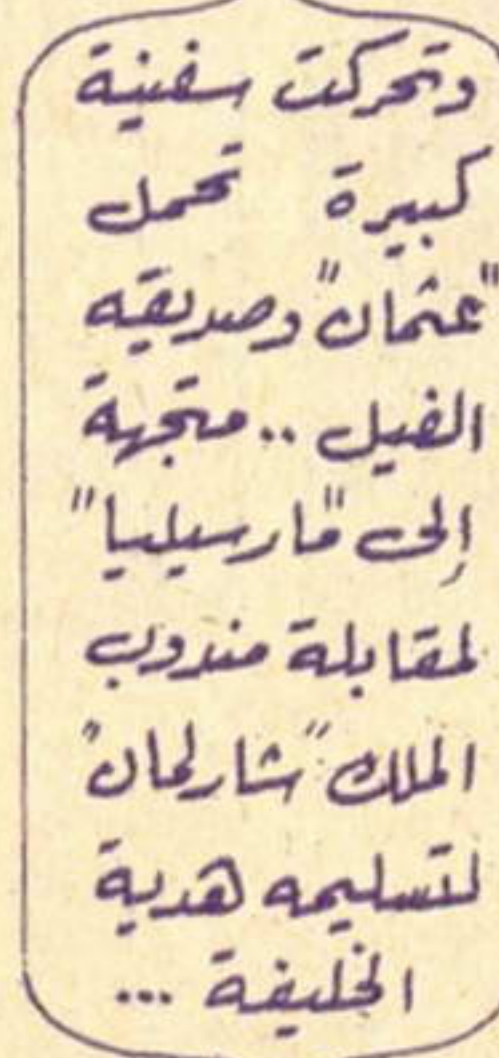 وتحركت سفينة
كبيرة تحمل
"عثمان" وصديقه
الفيل .. متجهة
إلى "مارسيليا"
لمقابلة مندوب
الملك "شارلمان"
لتسليمه هدية
الخليفة ...